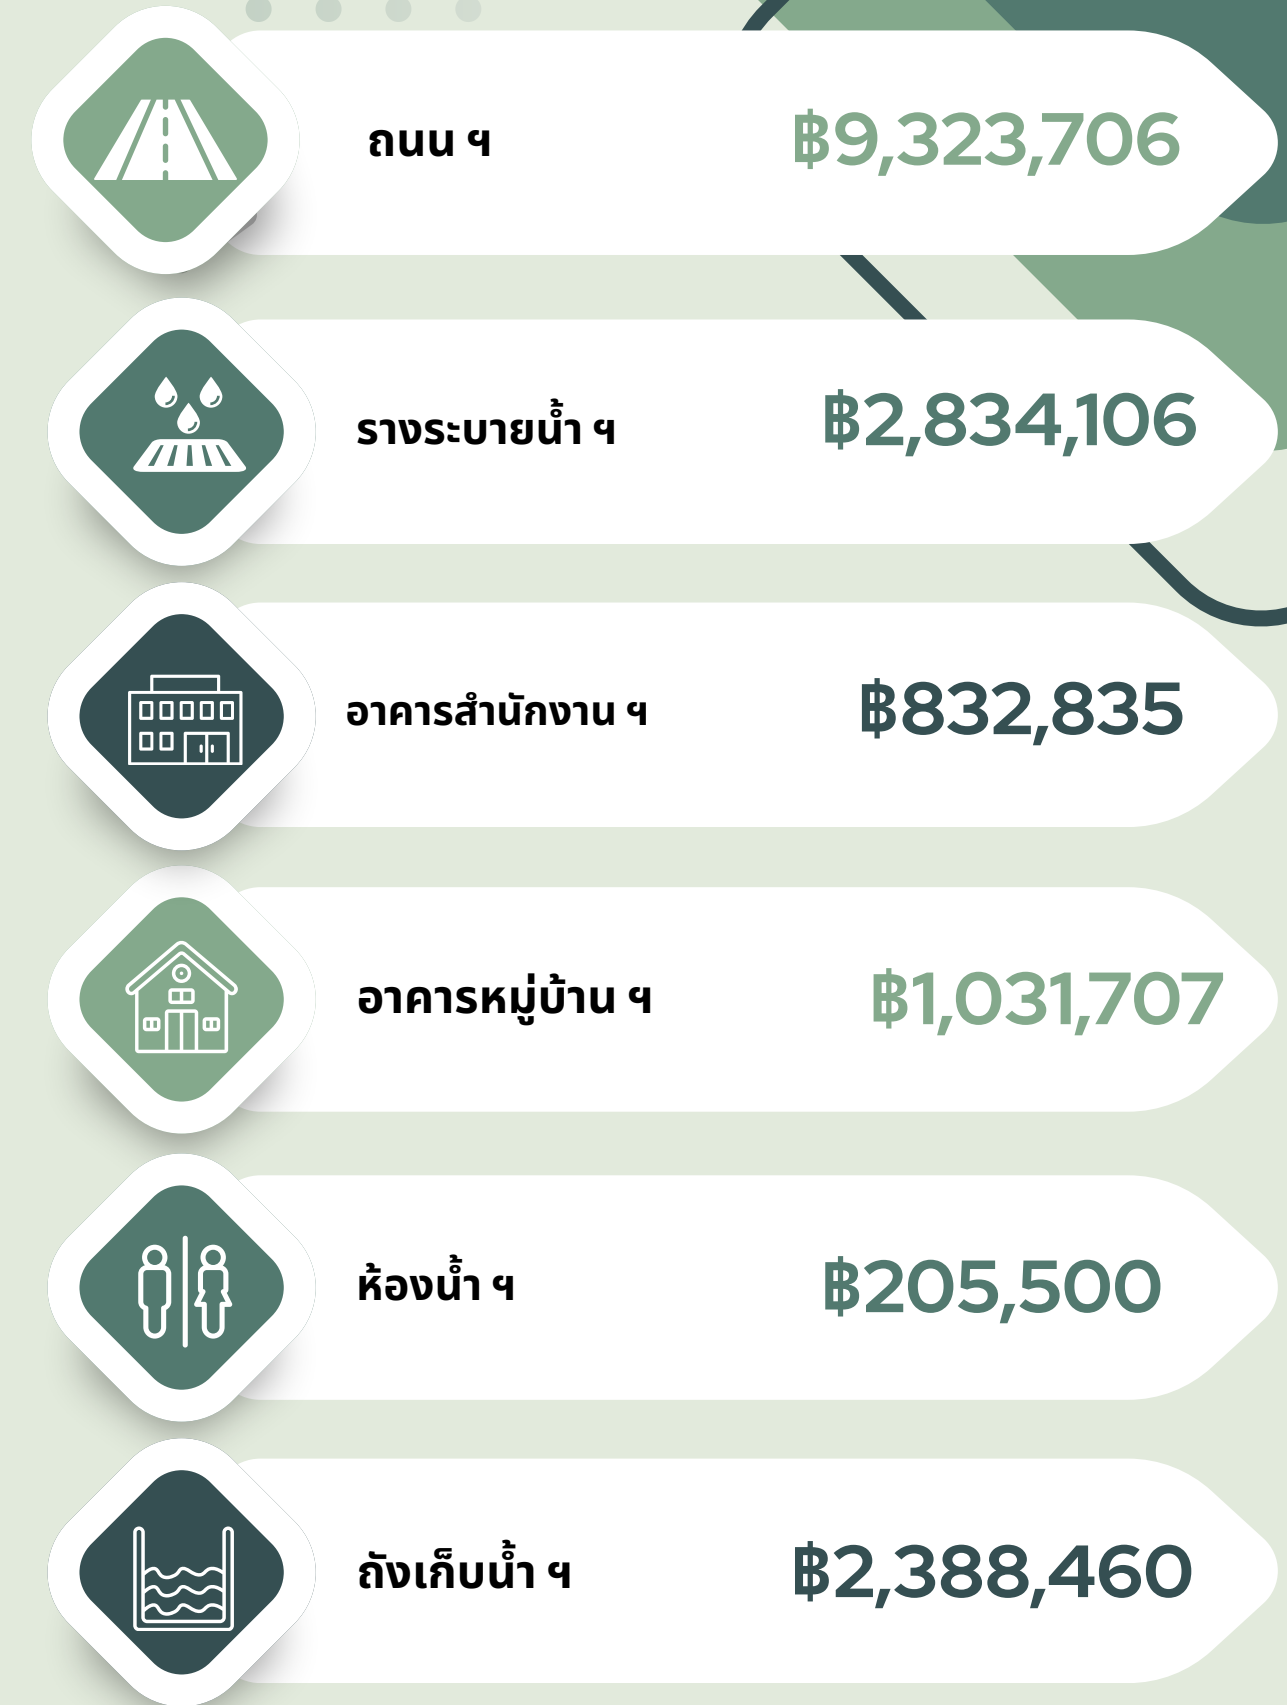 ถนน ฯ ฿9,323,706
รางระบายน้ำ ฯ ฿2,834,106
อาคารสำนักงาน ฯ ฿832,835
อาคารหมู่บ้าน ฯ ฿1,031,707
ห้องน้ำ ฯ ฿205,500
ถังเก็บน้ำ ฯ ฿2,388,460